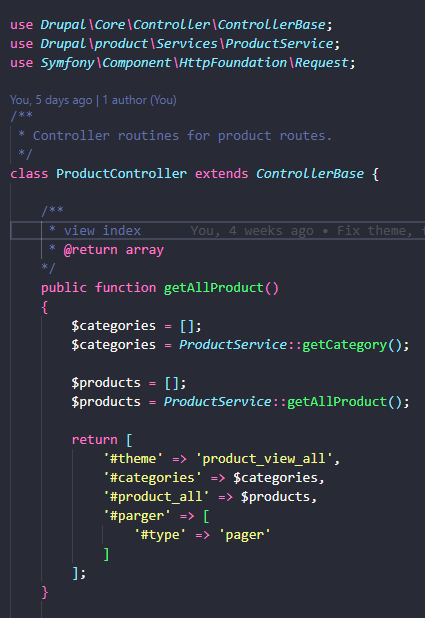 use Drupal\Core\Controller\ControllerBase;
use Drupal\product\Services\ProductService;
use Symfony\Component\HttpFoundation\Request;
You, 5 days ago | 1 author (You)
/**
 * Controller routines for product routes.
 */
class ProductController extends ControllerBase {
    /**
     * view index    You, 4 weeks ago • Fix theme,
     * @return array
    */
    public function getAllProduct()
    {
        $categories = [];
        $categories = ProductService::getCategory();
        $products = [];
        $products = ProductService::getAllProduct();
        return [
            '#theme' => 'product_view_all',
            '#categories' => $categories,
            '#product_all' => $products,
            '#parger' => [
                '#type' => 'pager'
            ]
        ];
    }